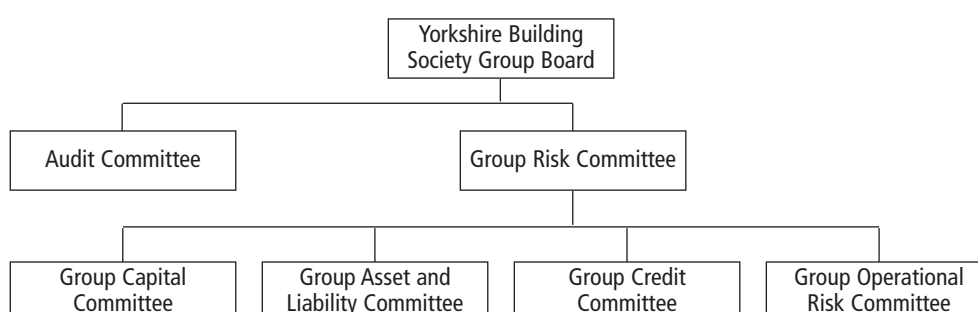 Yorkshire Building
Society Group Board
Audit Committee
Group Risk Committee
Group Capital
Committee
Group Asset and
Liability Committee
Group Credit
Committee
Group Operational
Risk Committee